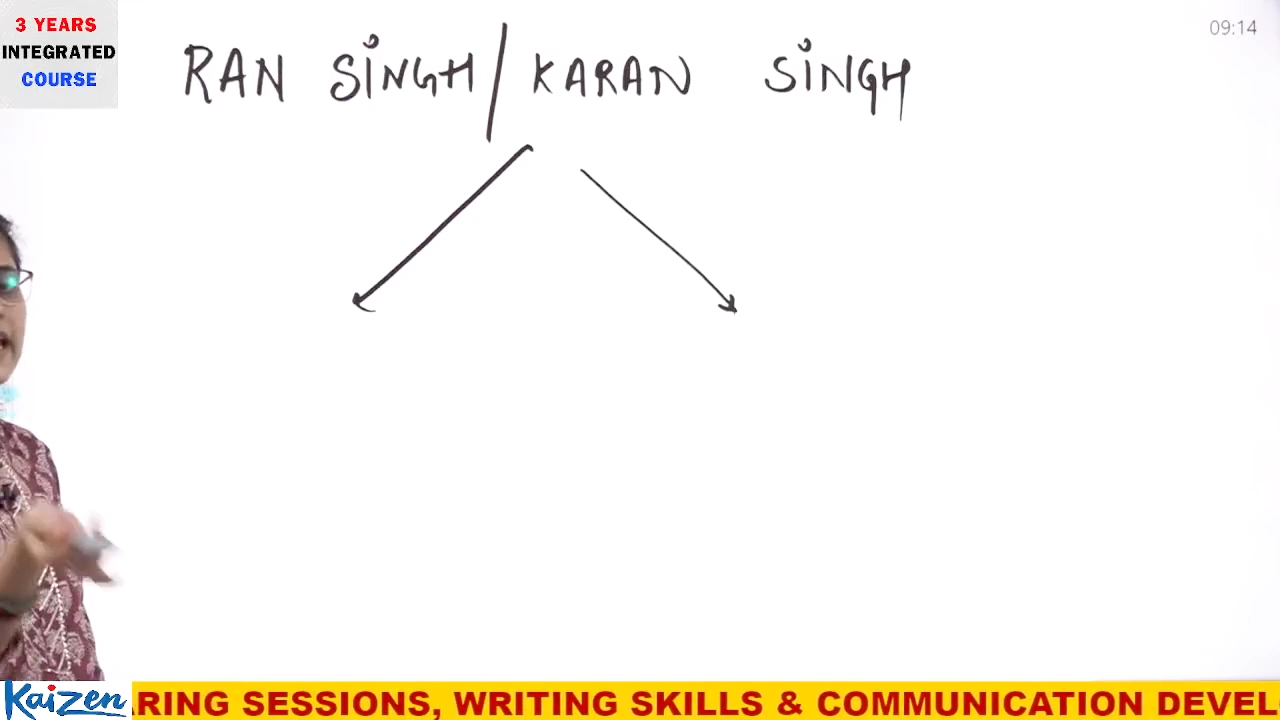 3 YEARS
INTEGRATED
COURSE
09:14
RAN SINGH / KARAN SINGH
Kaizen
RING SESSIONS, WRITING SKILLS & COMMUNICATION DEVEL